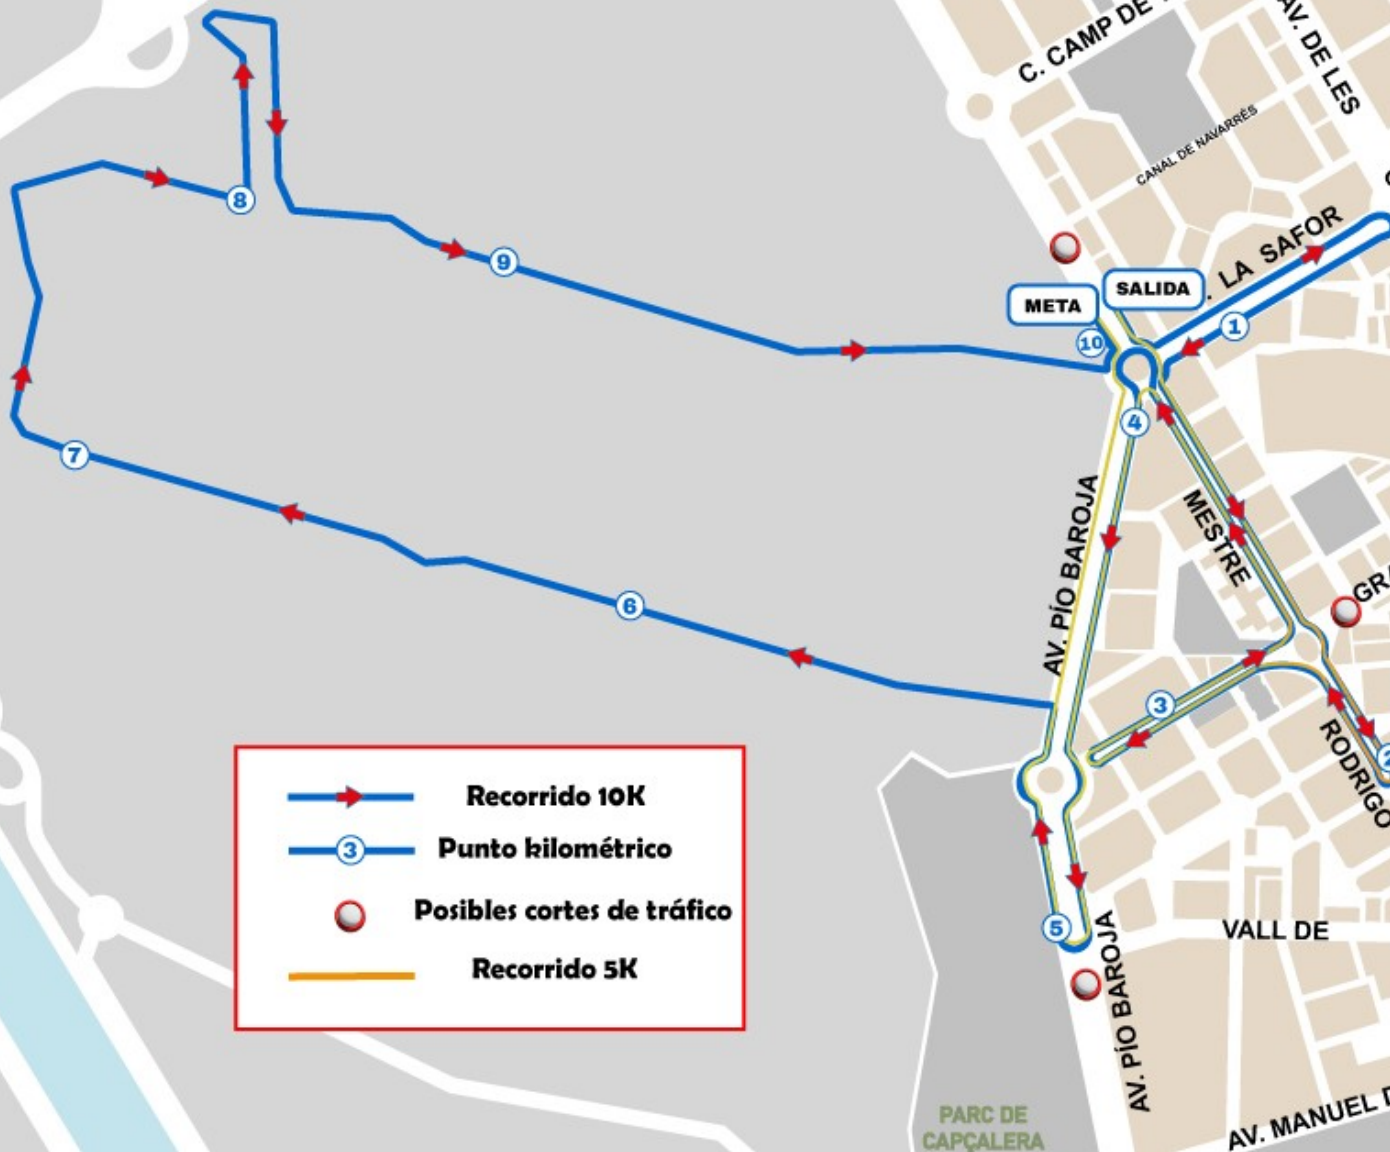 C. CAMP DE
AV. DE LES
CANAL DE NAVARRÉS
LA SAFOR
SALIDA
META
1
10
4
8
9
7
6
AV. PÍO BAROJA
MESTRE
3
RODRIGO
2
5
Recorrido 10K
3
Punto kilométrico
Posibles cortes de tráfico
Recorrido 5K
AV. PÍO BAROJA
VALL DE
PARC DE
CAPÇALERA
AV. MANUEL